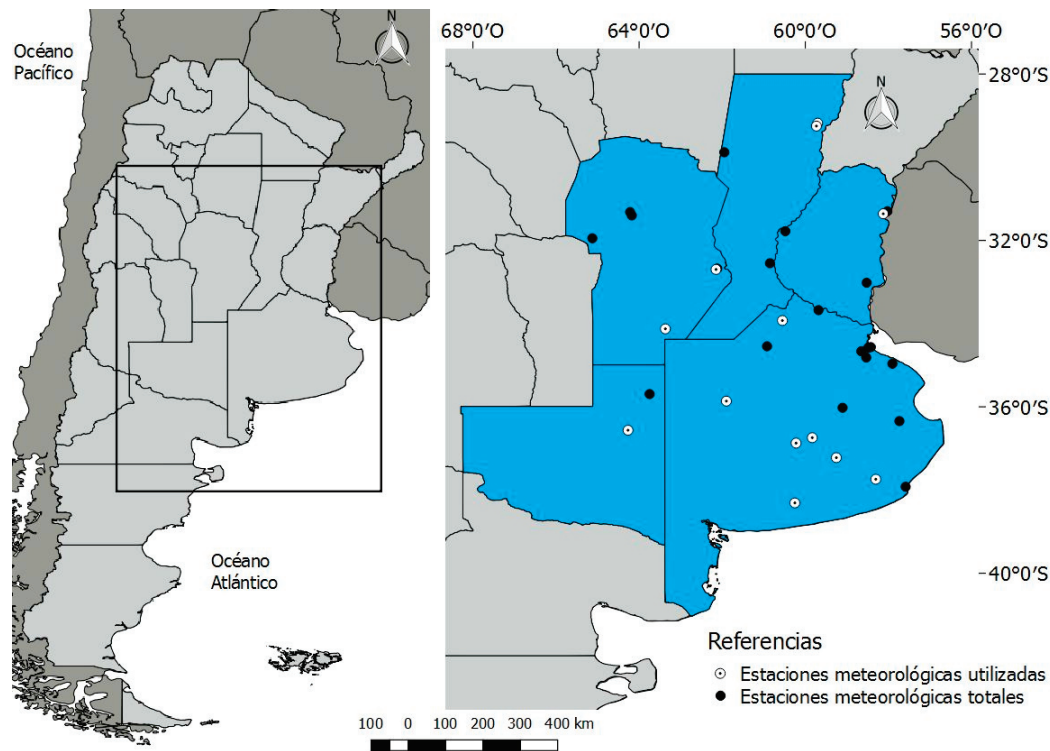 N
Océano
Pacífico
Océano
Atlántico
100 0 100 200 300 400 km
68°0'O 64°0'O 60°0'O 56°0'O
28°0'S
N
32°0'S
36°0'S
40°0'S
Referencias
Estaciones meteorológicas utilizadas
Estaciones meteorológicas totales